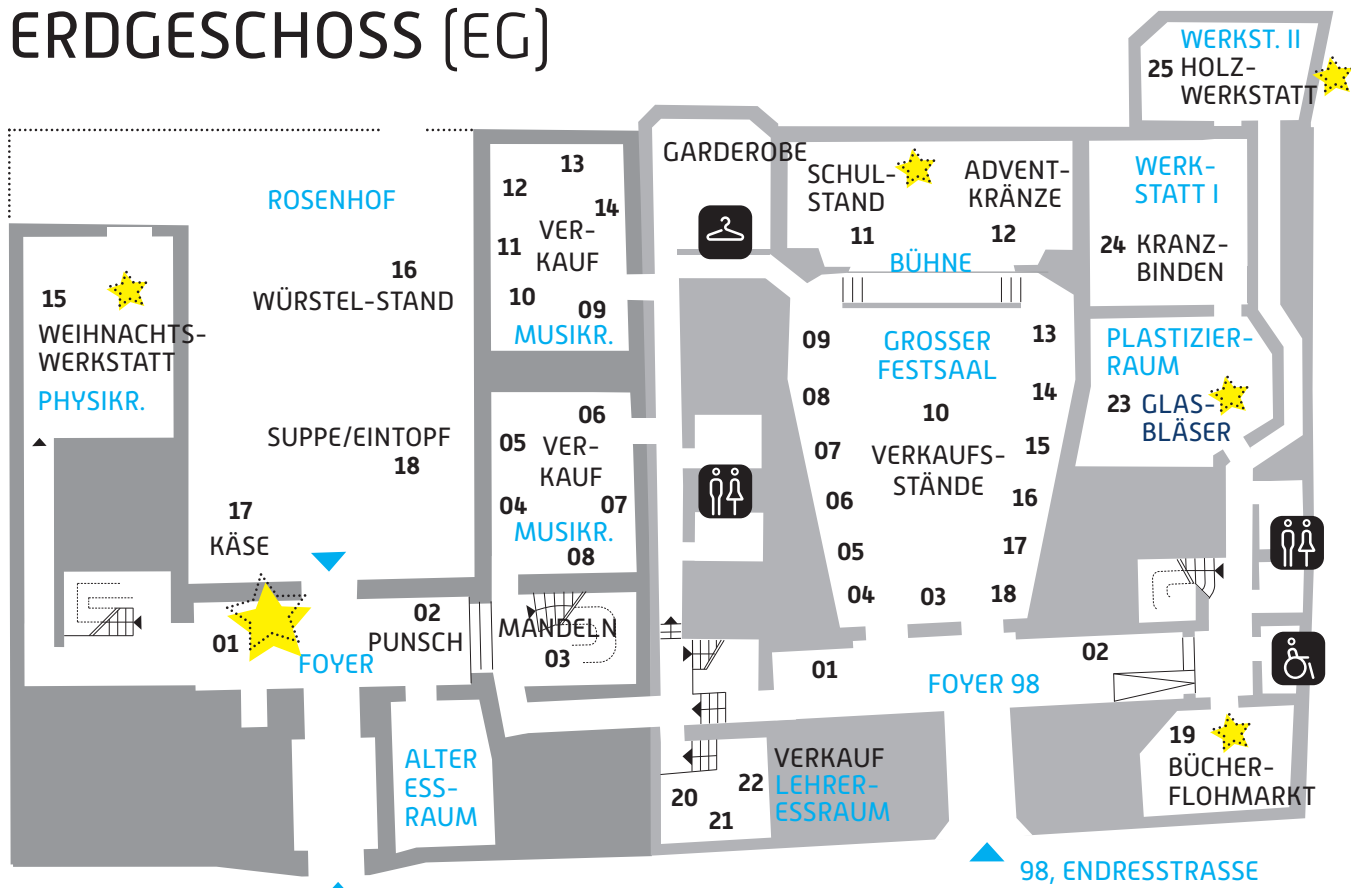 ERDGESCHOSS (EG)
WERKST. II
25 HOLZ-
WERKSTATT
ROSENHOF
16
WÜRSTEL-STAND
15
WEIHNACHTS-
WERKSTATT
PHYSIKR.
SUPPE/EINTOPF
18
17
KÄSE
13
12
14
VER-
11
KAUF
10
09
MUSIKR.
06
05
VER-
KAUF
04
07
MUSIKR.
08
GARDEROBE
SCHUL-
STAND
11
ADVENT-
KRÄNZE
12
BÜHNE
WERK-
STATT I
24 KRANZ-
BINDEN
PLASTIZIER-
RAUM
23 GLAS-
BLÄSER
GROSSER
FESTSAAL
10
VERKAUFS-
STÄNDE
09
08
07
06
05
04
03
13
14
15
16
17
18
01
FOYER
02
PUNSCH
MANDELN
03
01
FOYER 98
02
ALTER
ESS-
RAUM
VERKAUF
LEHRER-
ESSRAUM
22
20
21
19
BÜCHER-
FLOHMARKT
98, ENDRESSTRASSE